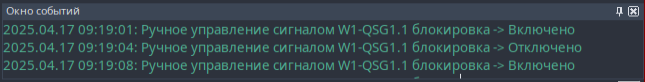 Окно событий
2025.04.17 09:19:01: Ручное управление сигналом W1-QSG1.1 блокировка -> Включено
2025.04.17 09:19:04: Ручное управление сигналом W1-QSG1.1 блокировка -> Отключено
2025.04.17 09:19:08: Ручное управление сигналом W1-QSG1.1 блокировка -> Включено